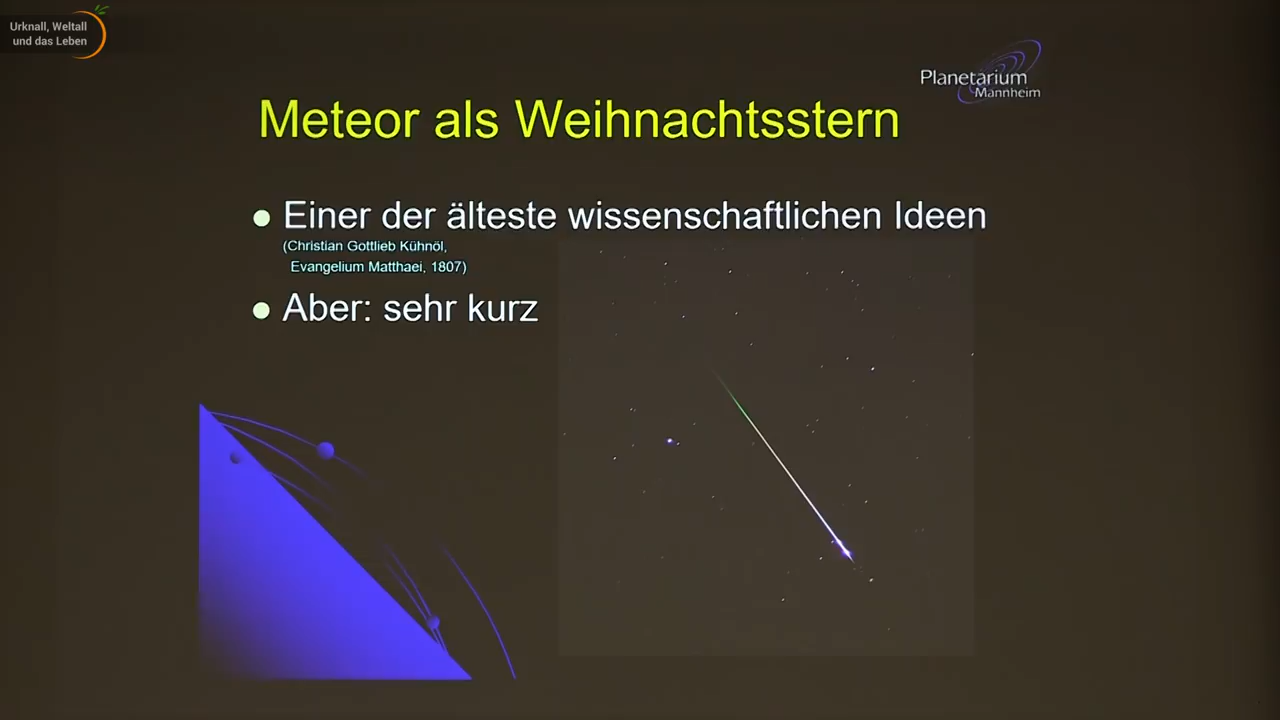 Urknall, Weltall
und das Leben
Planetarium
Mannheim
Meteor als Weihnachtsstern
Einer der älteste wissenschaftlichen Ideen
(Christian Gottlieb Kühnöl,
Evangelium Matthaei, 1807)
Aber: sehr kurz